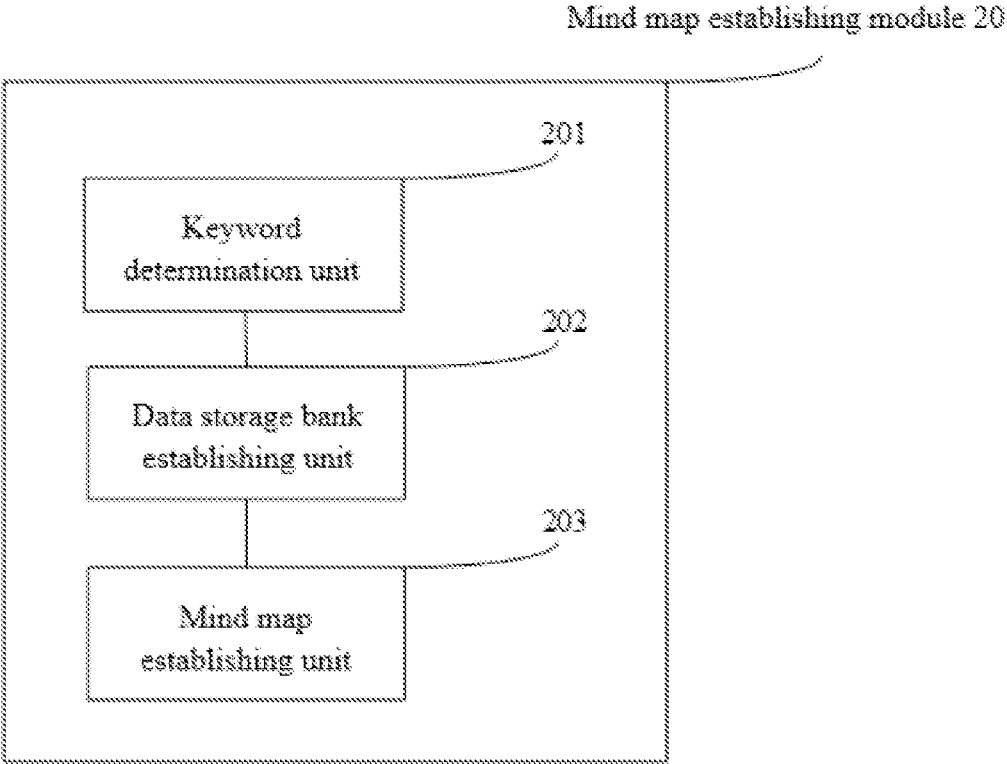 Mind map establishing module 20
201
Keyword
determination unit
202
Data storage bank
establishing unit
203
Mind map
establishing unit